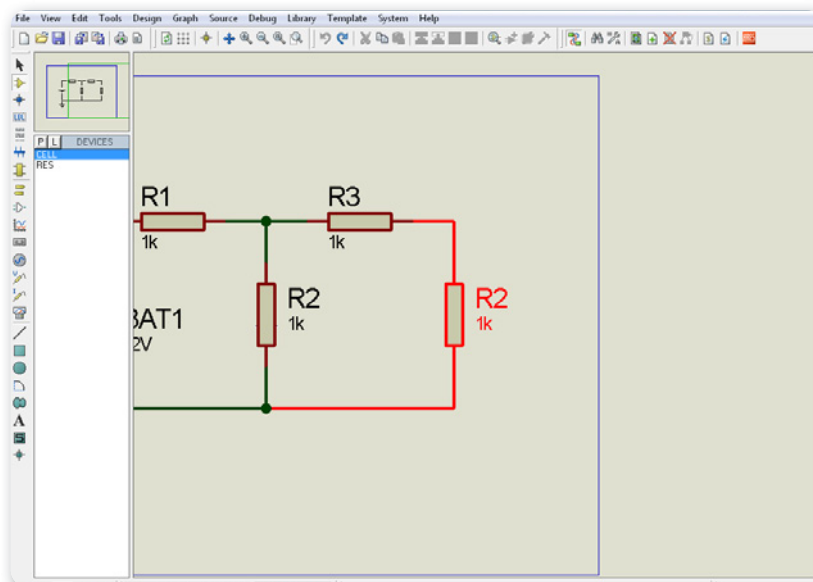 File View Edit Tools Design Graph Source Debug Library Template System Help
P L DEVICES
CELL
RES
R1
1k
R3
1k
R2
1k
R2
1k
BAT1
2V
A